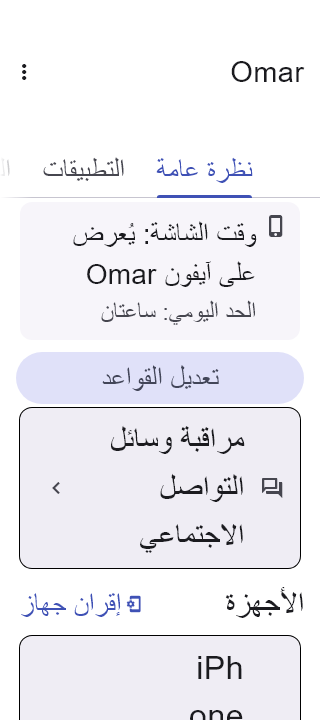 Omar
نظرة عامة
التطبيقات
وقت الشاشة: يُعرض
على آيفون Omar
الحد اليومي: ساعتان
تعديل القواعد
مراقبة وسائل
التواصل
الاجتماعي
الأجهزة
إقران جهاز
iPh
one